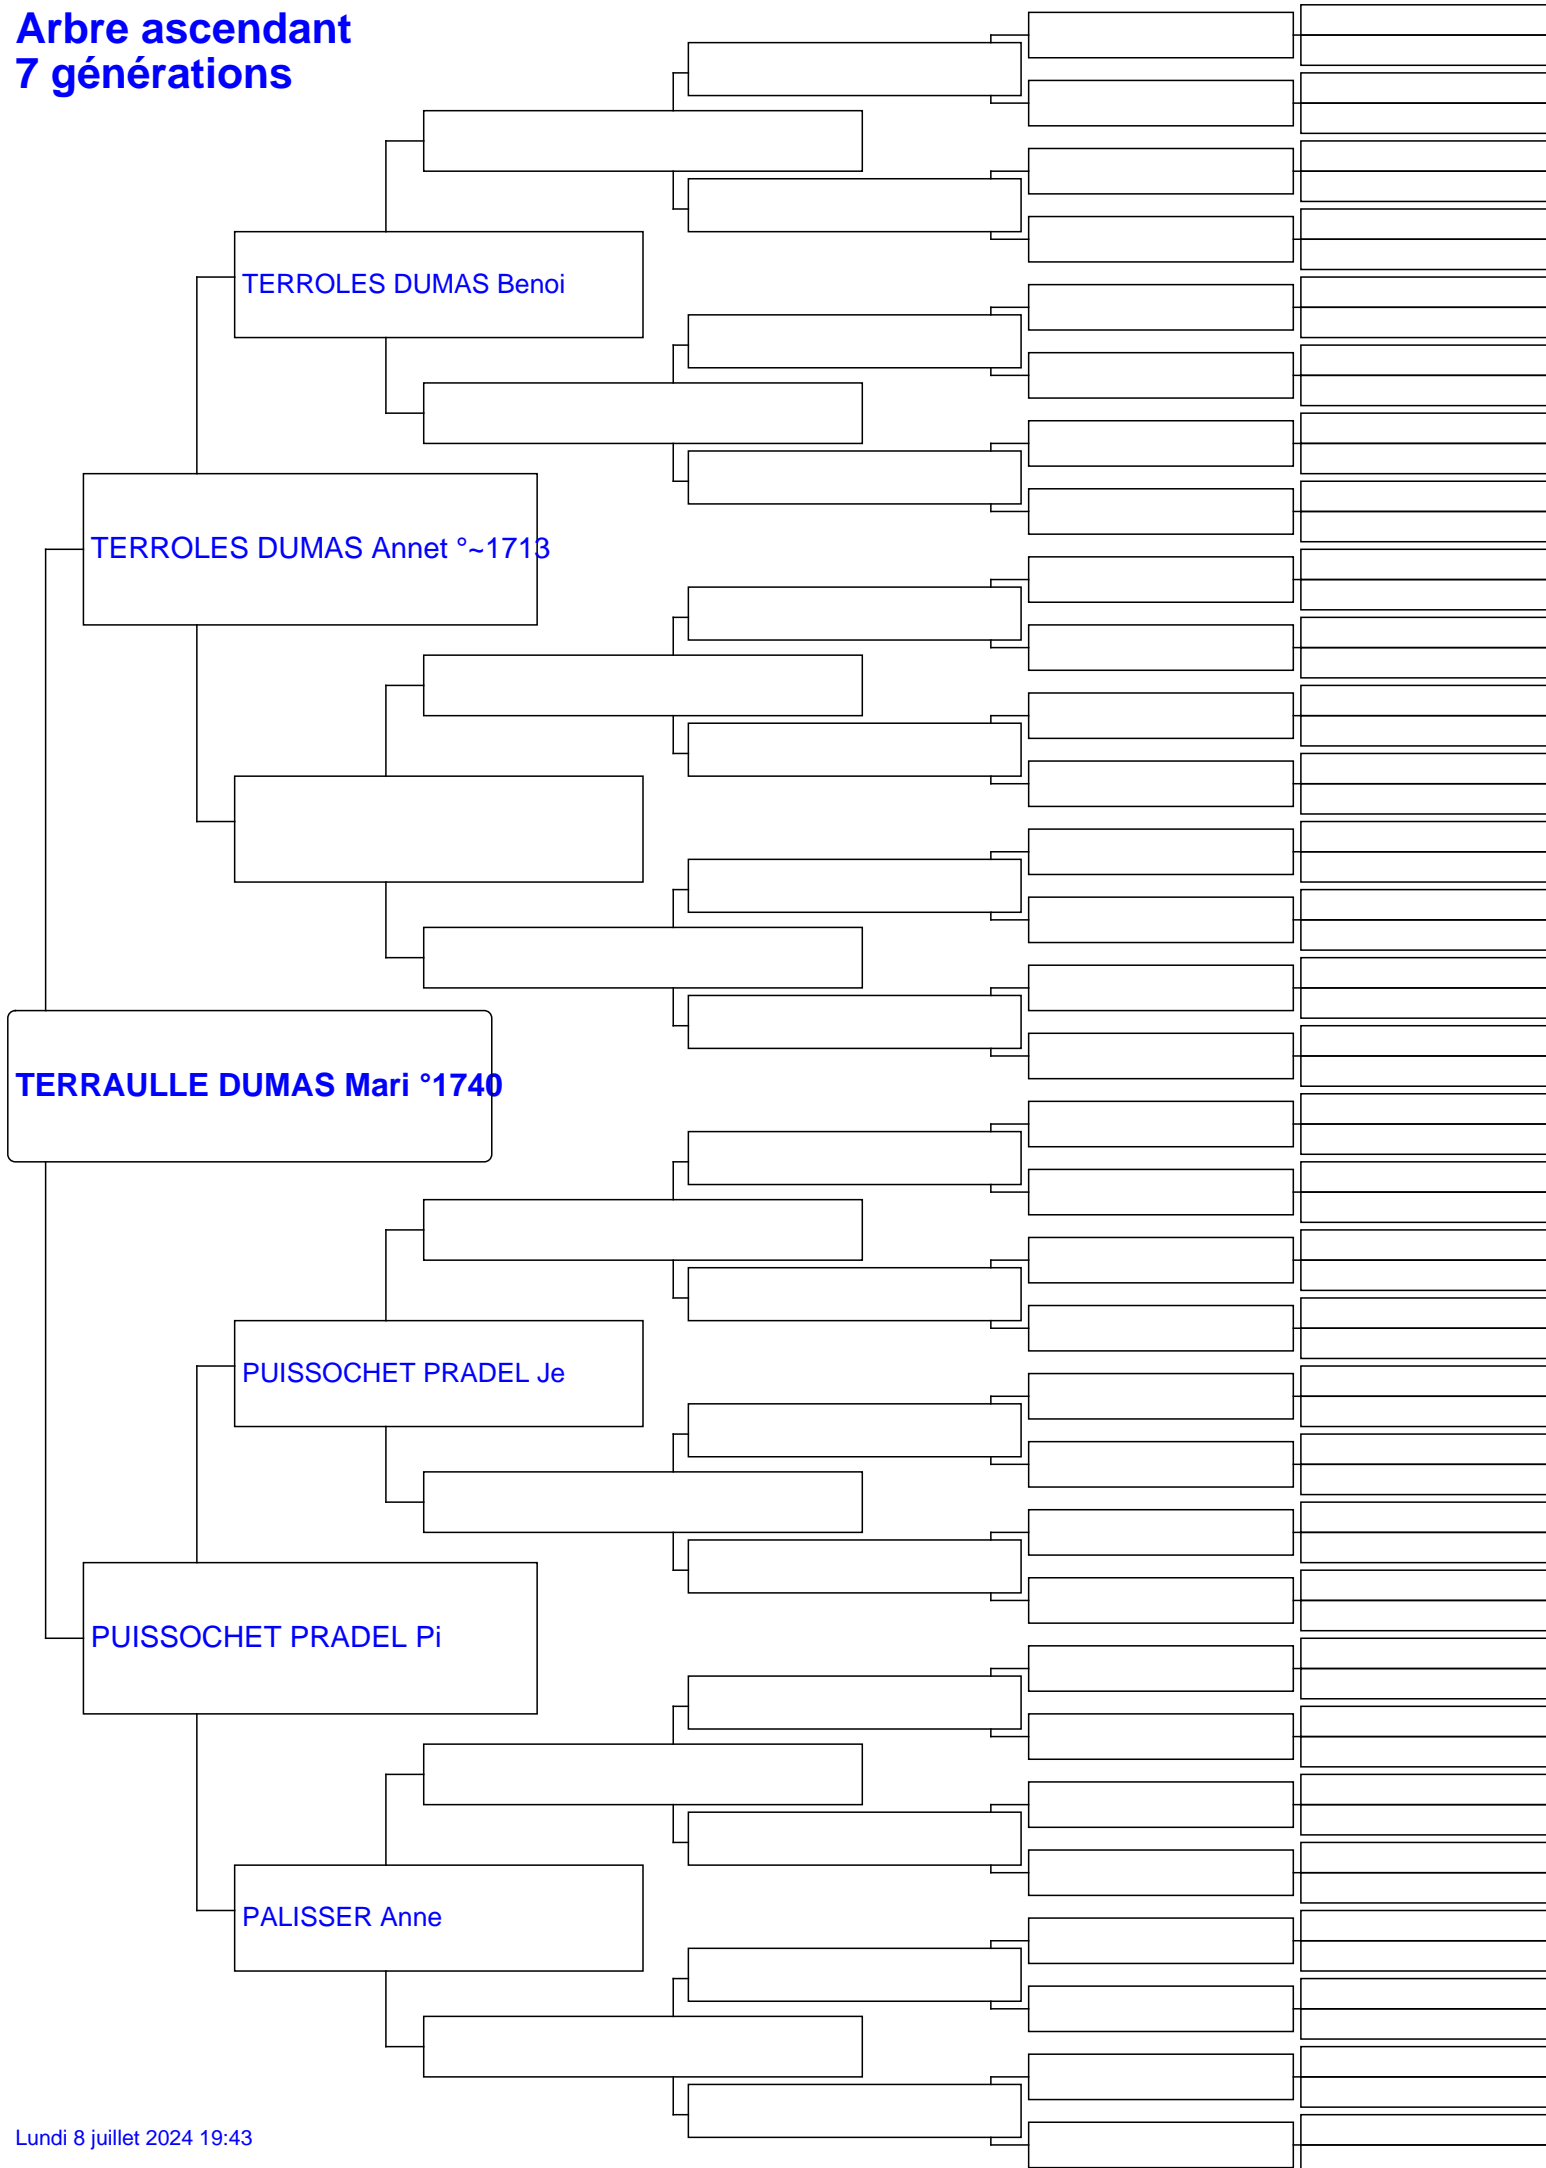 Arbre ascendant
7 générations
TERROLES DUMAS Benoi
TERROLES DUMAS Annet °~1713
TERRAULLE DUMAS Mari °1740
PUISSOCHET PRADEL Je
PUISSOCHET PRADEL Pi
PALISSER Anne
Lundi 8 juillet 2024 19:43